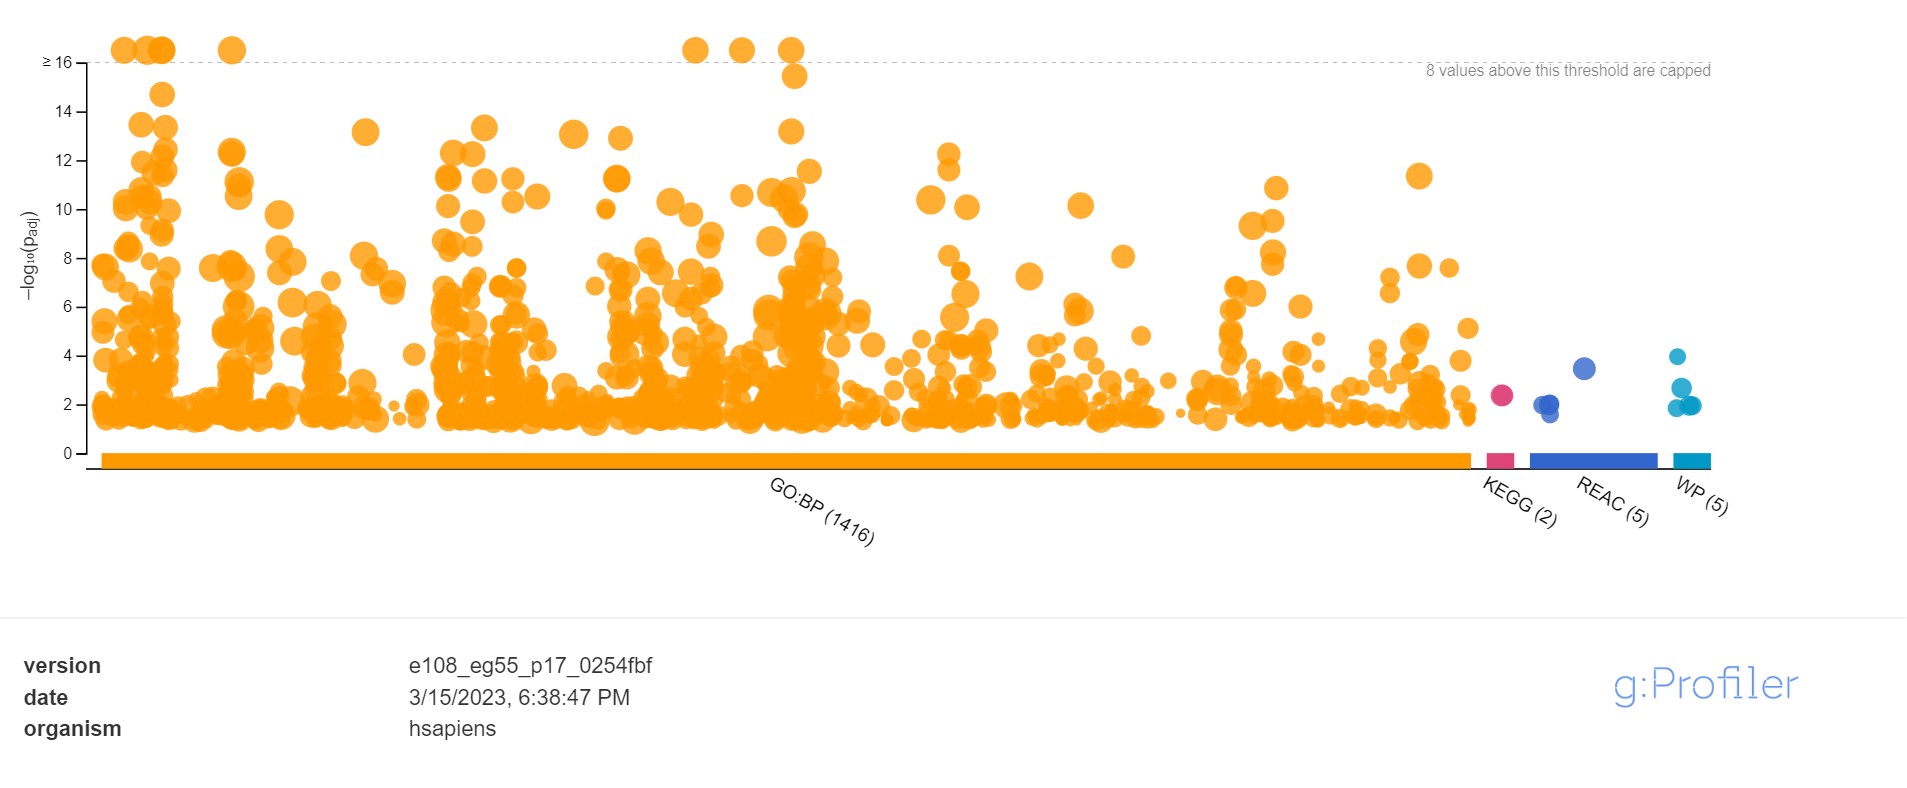 ≥ 16
8 values above this threshold are capped
14
12
10
8
6
4
2
0
−log₁₀(pₐdⱼ)
GO:BP (1416)
KEGG (2)
REAC (5)
WP (5)
version e108_eg55_p17_0254fbf
date 3/15/2023, 6:38:47 PM
organism hsapiens
g:Profiler